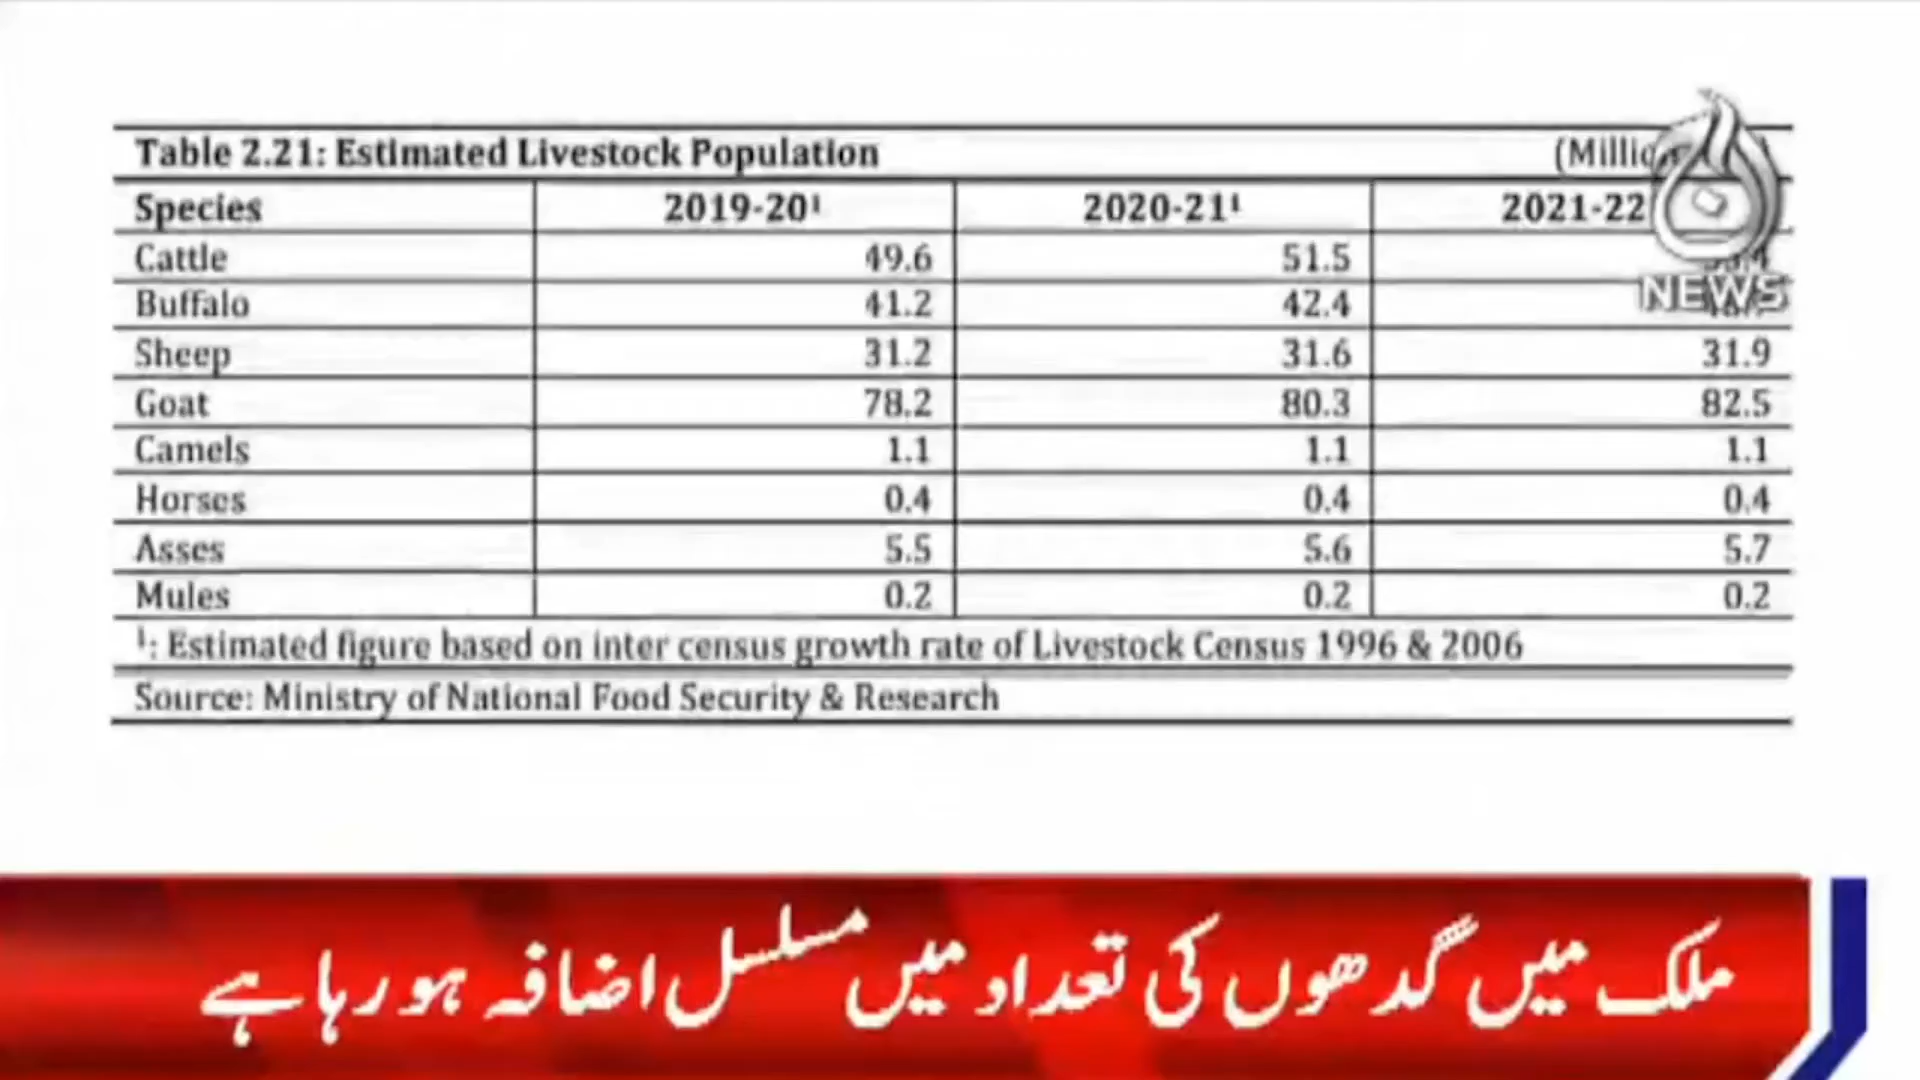 Table 2.21: Estimated Livestock Population
Species 2019-20¹ 2020-21¹ 2021-22
Cattle 49.6 51.5
Buffalo 41.2 42.4
Sheep 31.2 31.6 31.9
Goat 78.2 80.3 82.5
Camels 1.1 1.1 1.1
Horses 0.4 0.4 0.4
Asses 5.5 5.6 5.7
Mules 0.2 0.2 0.2
¹: Estimated figure based on inter census growth rate of Livestock Census 1996 & 2006
Source: Ministry of National Food Security & Research
NEWS
ملک میں گدھوں کی تعداد میں مسلسل اضافہ ہو رہا ہے